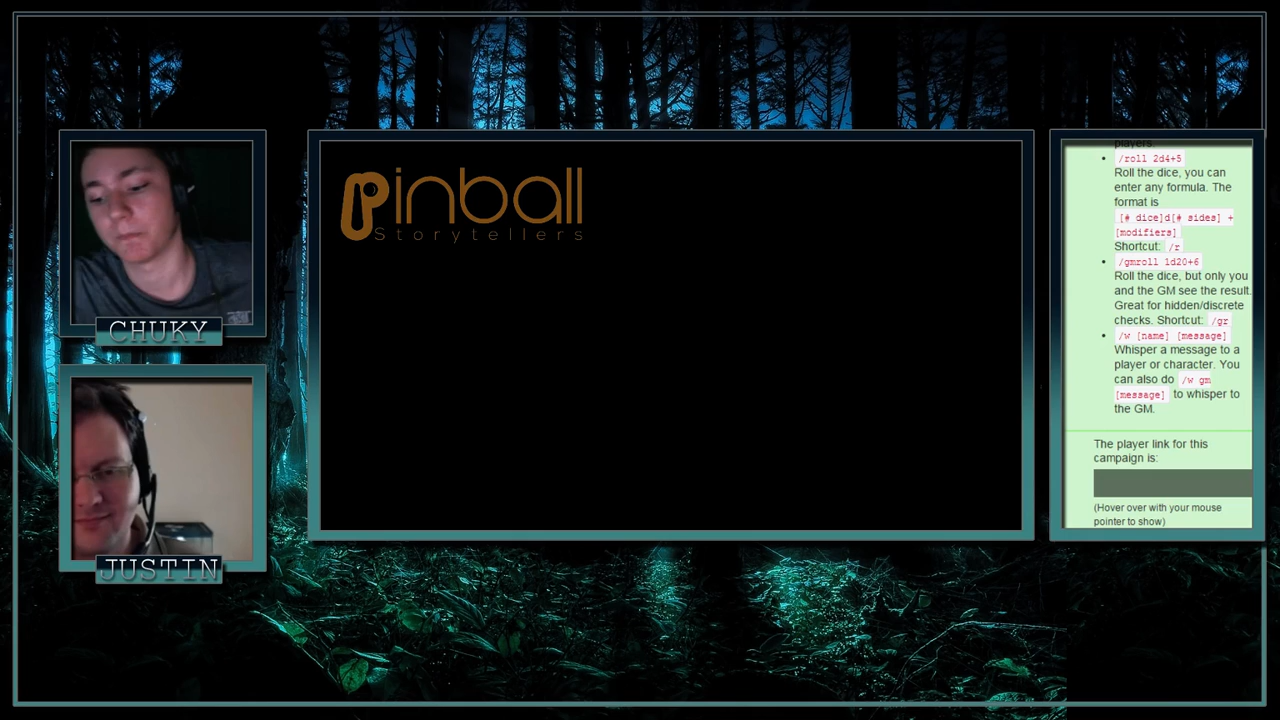 CHUKY
JUSTIN
pinball
Storytellers
players.
/roll 2d4+5
Roll the dice, you can
enter any formula. The
format is
[# dice]d[# sides] +
[modifiers]
Shortcut: /r
/gmroll 1d20+6
Roll the dice, but only you
and the GM see the result.
Great for hidden/discrete
checks. Shortcut: /gr
/w [name] [message]
Whisper a message to a
player or character. You
can also do /w gm
[message] to whisper to
the GM.
The player link for this
campaign is:
(Hover over with your mouse
pointer to show)